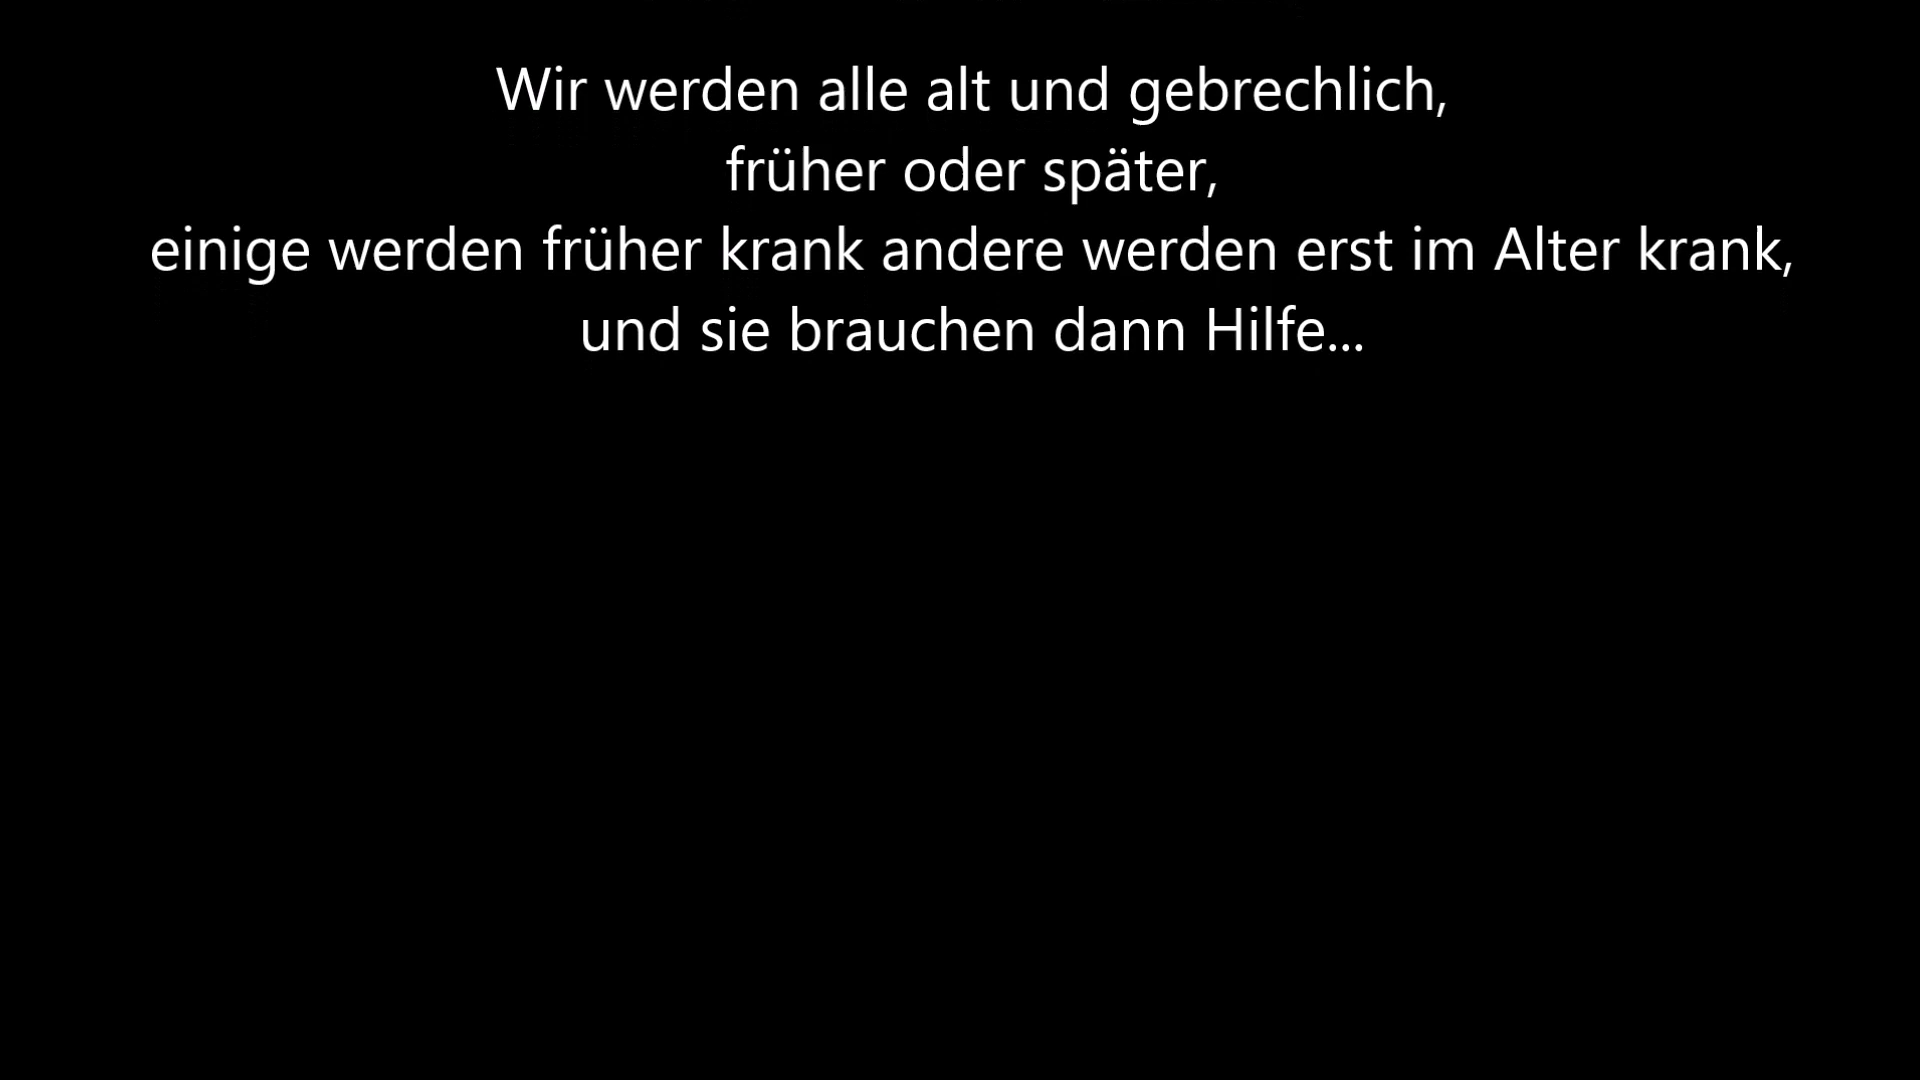 Wir werden alle alt und gebrechlich,
früher oder später,
einige werden früher krank andere werden erst im Alter krank,
und sie brauchen dann Hilfe...